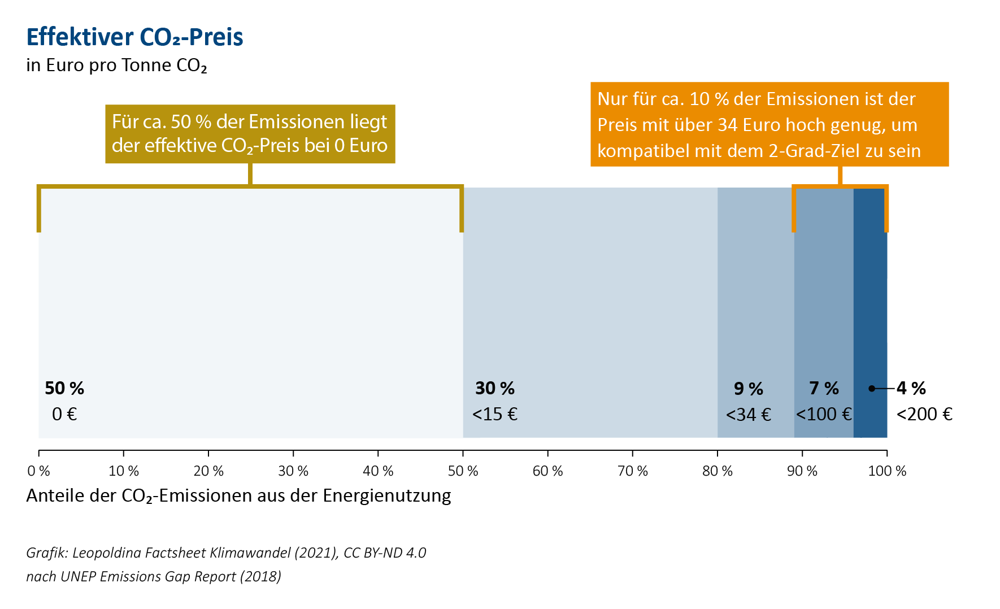 Effektiver CO₂-Preis
in Euro pro Tonne CO₂
Für ca. 50 % der Emissionen liegt
der effektive CO₂-Preis bei 0 Euro
Nur für ca. 10 % der Emissionen ist der
Preis mit über 34 Euro hoch genug, um
kompatibel mit dem 2-Grad-Ziel zu sein
50 %
0 €
30 %
<15 €
9 %
<34 €
7 %
<100 €
4 %
<200 €
0 % 10 % 20 % 30 % 40 % 50 % 60 % 70 % 80 % 90 % 100 %
Anteile der CO₂-Emissionen aus der Energienutzung
Grafik: Leopoldina Factsheet Klimawandel (2021), CC BY-ND 4.0
nach UNEP Emissions Gap Report (2018)